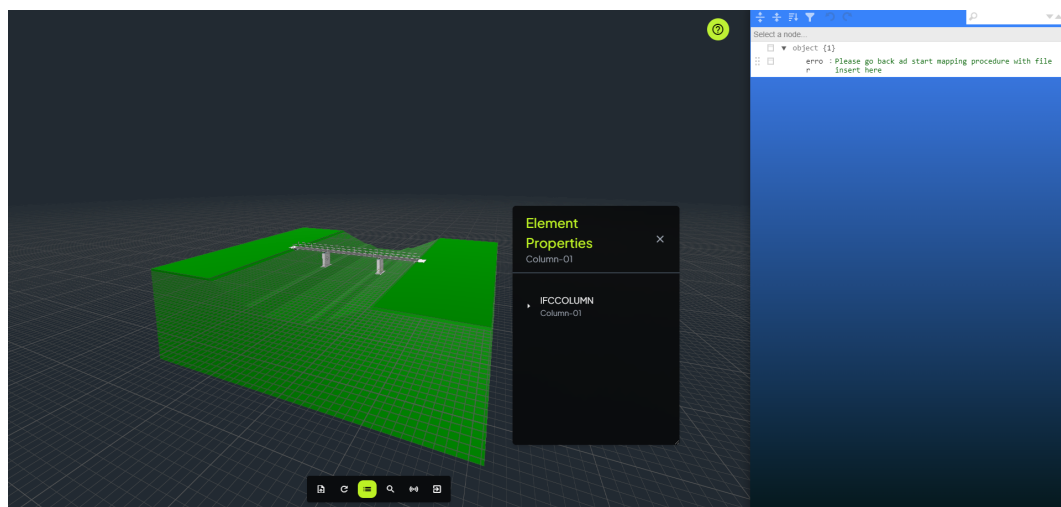 Select a node...
object {1}
erro : Please go back ad start mapping procedure with file
r insert here
Element
Properties
Column-01
IFCCOLUMN
Column-01